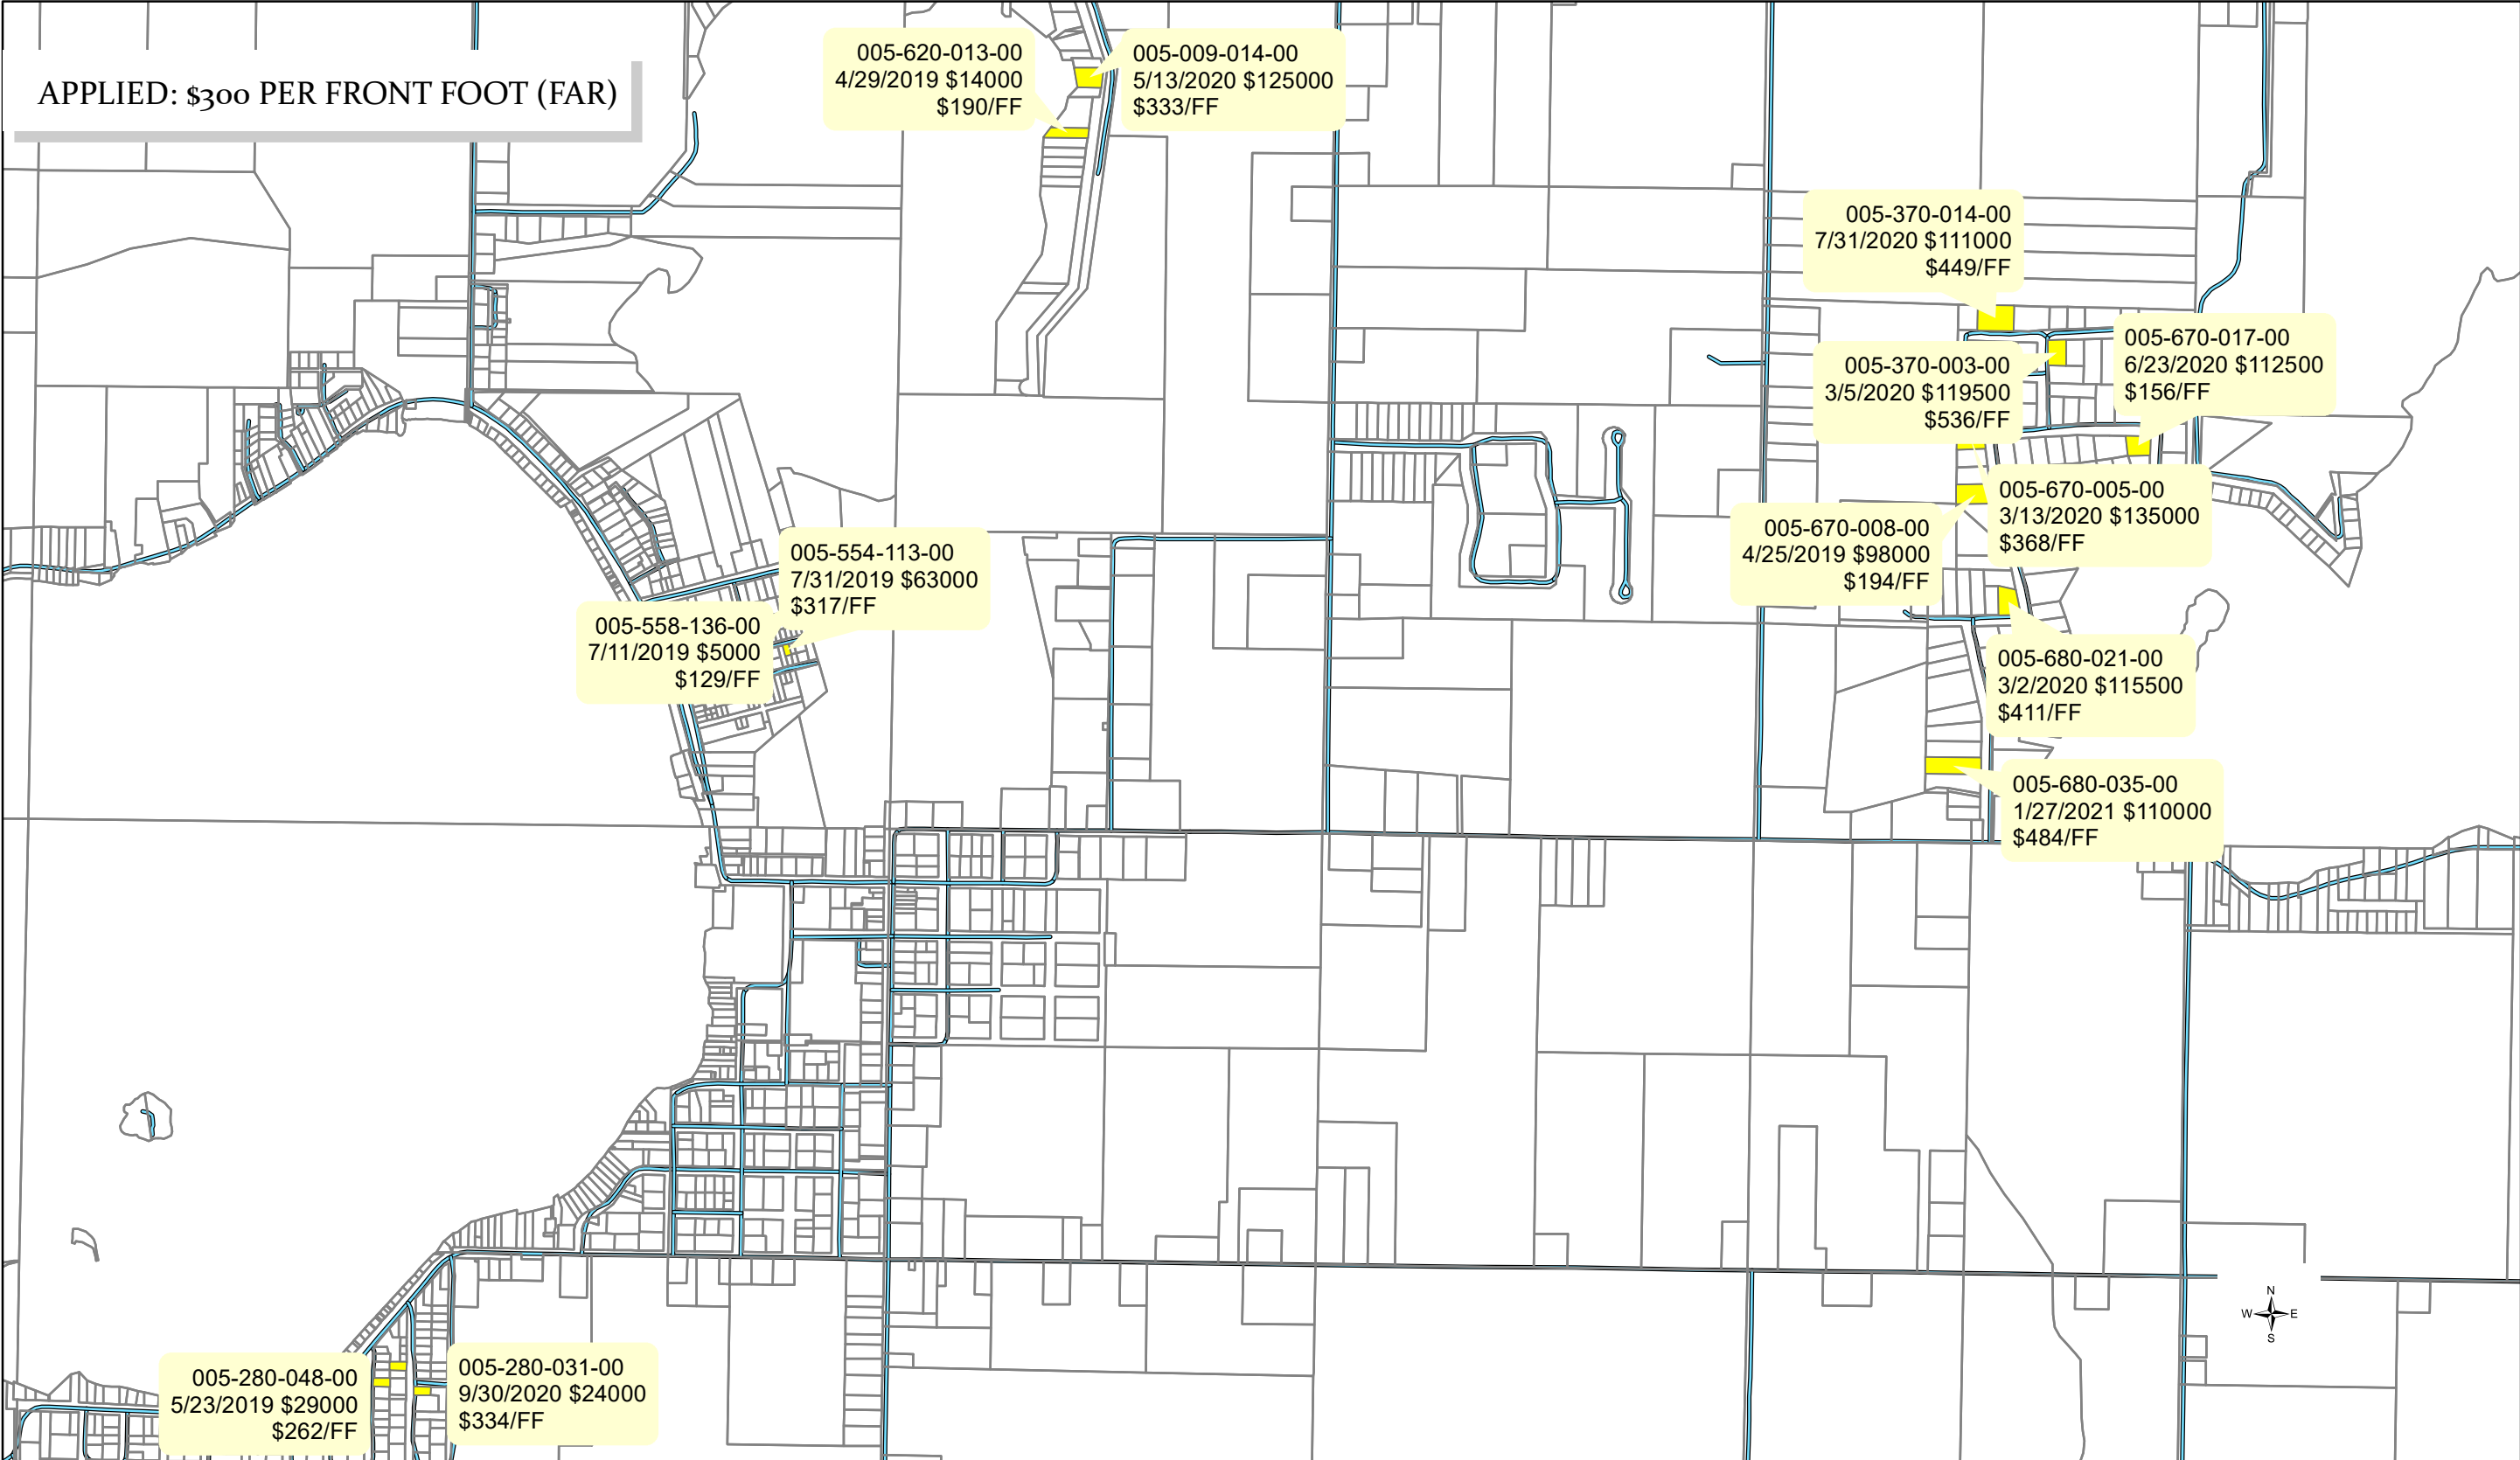 APPLIED: $300 PER FRONT FOOT (FAR)
005-620-013-00
4/29/2019 $14000
$190/FF
005-009-014-00
5/13/2020 $125000
$333/FF
005-370-014-00
7/31/2020 $111000
$449/FF
005-370-003-00
3/5/2020 $119500
$536/FF
005-670-017-00
6/23/2020 $112500
$156/FF
005-670-005-00
3/13/2020 $135000
$368/FF
005-670-008-00
4/25/2019 $98000
$194/FF
005-554-113-00
7/31/2019 $63000
$317/FF
005-558-136-00
7/11/2019 $5000
$129/FF
005-680-021-00
3/2/2020 $115500
$411/FF
005-680-035-00
1/27/2021 $110000
$484/FF
N
W E
S
005-280-048-00
5/23/2019 $29000
$262/FF
005-280-031-00
9/30/2020 $24000
$334/FF